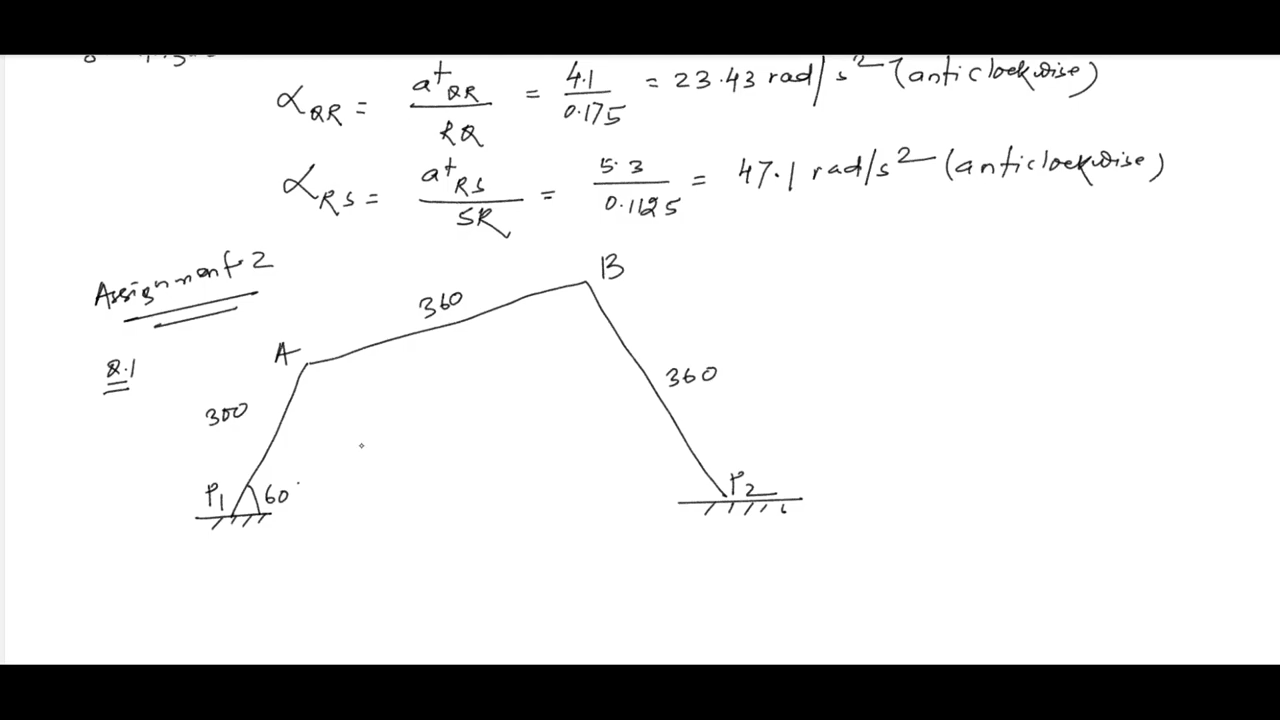 α_QR = a^t_QR / RQ = 4.1 / 0.175 = 23.43 rad/s² (anticlockwise)
α_RS = a^t_RS / SR = 5.3 / 0.1125 = 47.1 rad/s² (anticlockwise)
Assignment-2
Q.1
B
360
A
360
300
P₁
60°
P₂